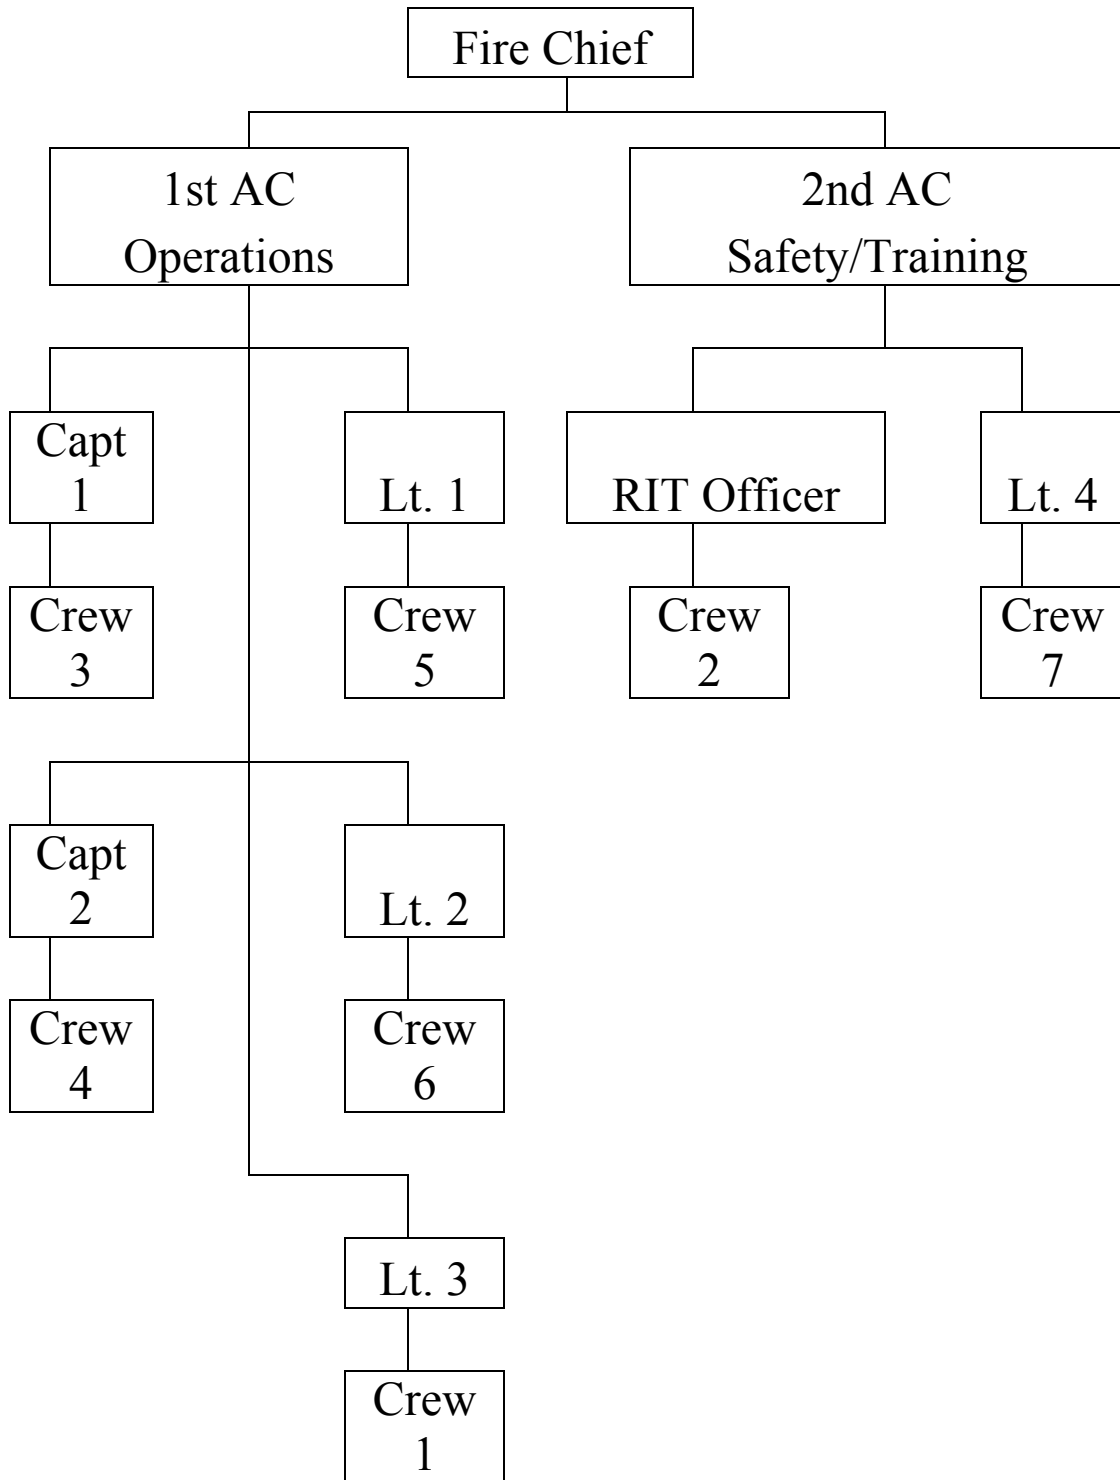 Fire Chief
1st AC
Operations
2nd AC
Safety/Training
Capt
1
Lt. 1
RIT Officer
Lt. 4
Crew
3
Crew
5
Crew
2
Crew
7
Capt
2
Lt. 2
Crew
4
Crew
6
Lt. 3
Crew
1